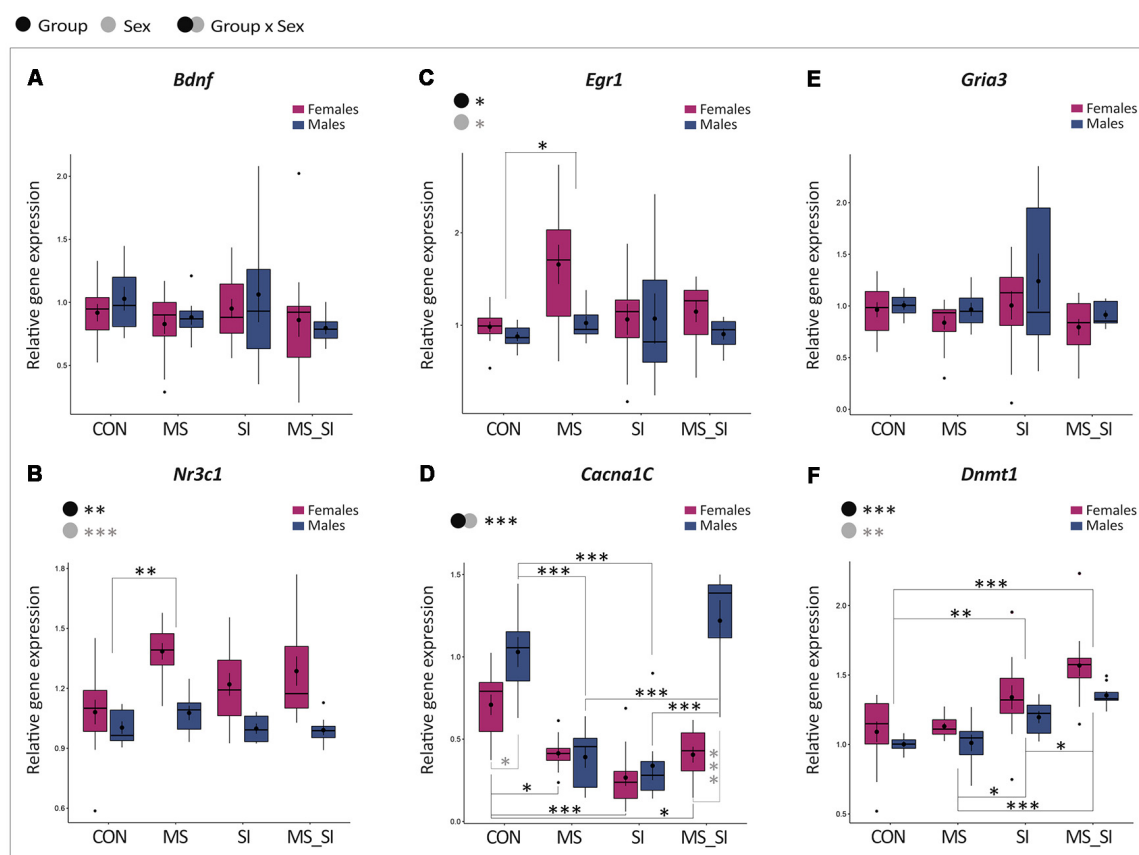 Group Sex Group x Sex
A Bdnf
Females
Males
Relative gene expression
2.0
1.5
1.0
0.5
CON MS SI MS_SI
C Egr1
*
*
Females
Males
*
Relative gene expression
2
1
CON MS SI MS_SI
E Gria3
Females
Males
Relative gene expression
2.0
1.5
1.0
0.5
0.0
CON MS SI MS_SI
B Nr3c1
**
***
Females
Males
**
Relative gene expression
1.8
1.5
1.2
0.9
0.6
CON MS SI MS_SI
D Cacna1C
***
Females
Males
***
***
***
***
*
***
*
***
*
Relative gene expression
1.5
1.0
0.5
0.0
CON MS SI MS_SI
F Dnmt1
***
**
Females
Males
***
**
*
*
***
Relative gene expression
2.0
1.5
1.0
0.5
CON MS SI MS_SI